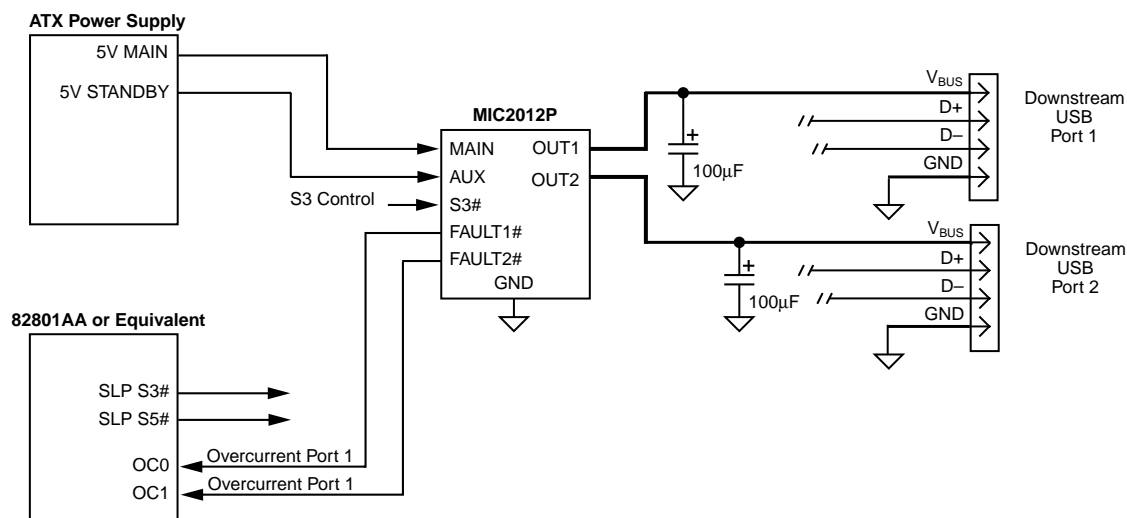 ATX Power Supply
5V MAIN
5V STANDBY
MIC2012P
MAIN
AUX
S3#
FAULT1#
FAULT2#
GND
OUT1
OUT2
S3 Control
+
100μF
+
100μF
VBUS
D+
D–
GND
Downstream
USB
Port 1
VBUS
D+
D–
GND
Downstream
USB
Port 2
82801AA or Equivalent
SLP S3#
SLP S5#
OC0
OC1
Overcurrent Port 1
Overcurrent Port 1